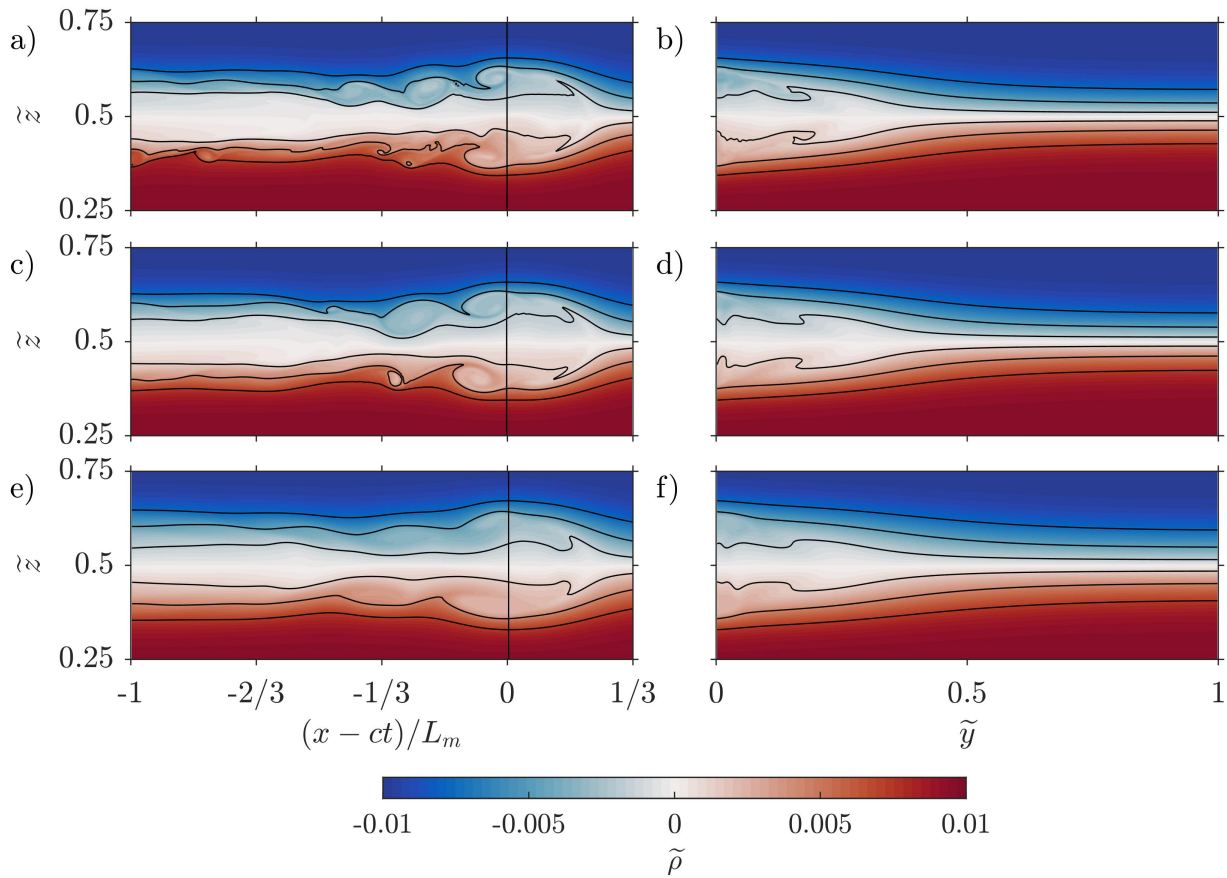 a) 0.75 b)
z̃ 0.5
0.25
c) 0.75 d)
z̃ 0.5
0.25
e) 0.75 f)
z̃ 0.5
0.25
-1 -2/3 -1/3 0 1/3 0 0.5 1
(x − ct)/Lₘ ỹ
-0.01 -0.005 0 0.005 0.01
ρ̃